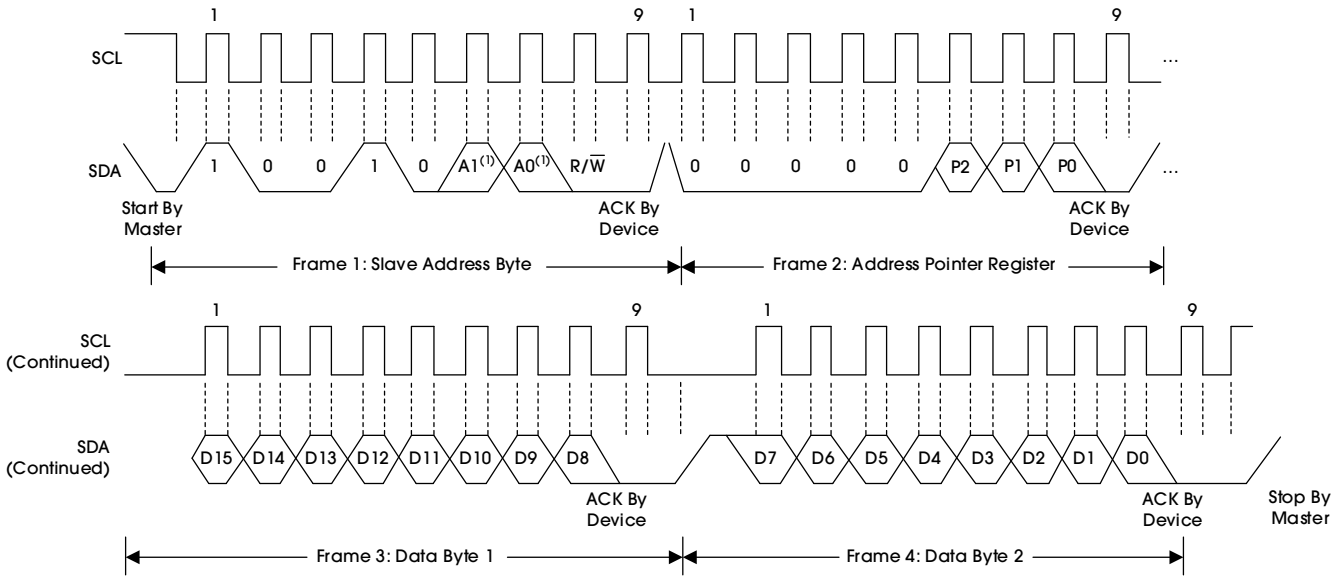 1 9 1 9
SCL ...
SDA 1 0 0 1 0 A1(1) A0(1) R/W̅ 0 0 0 0 0 P2 P1 P0 ...
Start By Master
ACK By Device
ACK By Device
Frame 1: Slave Address Byte
Frame 2: Address Pointer Register
1 9 1 9
SCL
(Continued)
SDA
(Continued)
D15 D14 D13 D12 D11 D10 D9 D8 D7 D6 D5 D4 D3 D2 D1 D0
ACK By Device
ACK By Device
Stop By Master
Frame 3: Data Byte 1
Frame 4: Data Byte 2